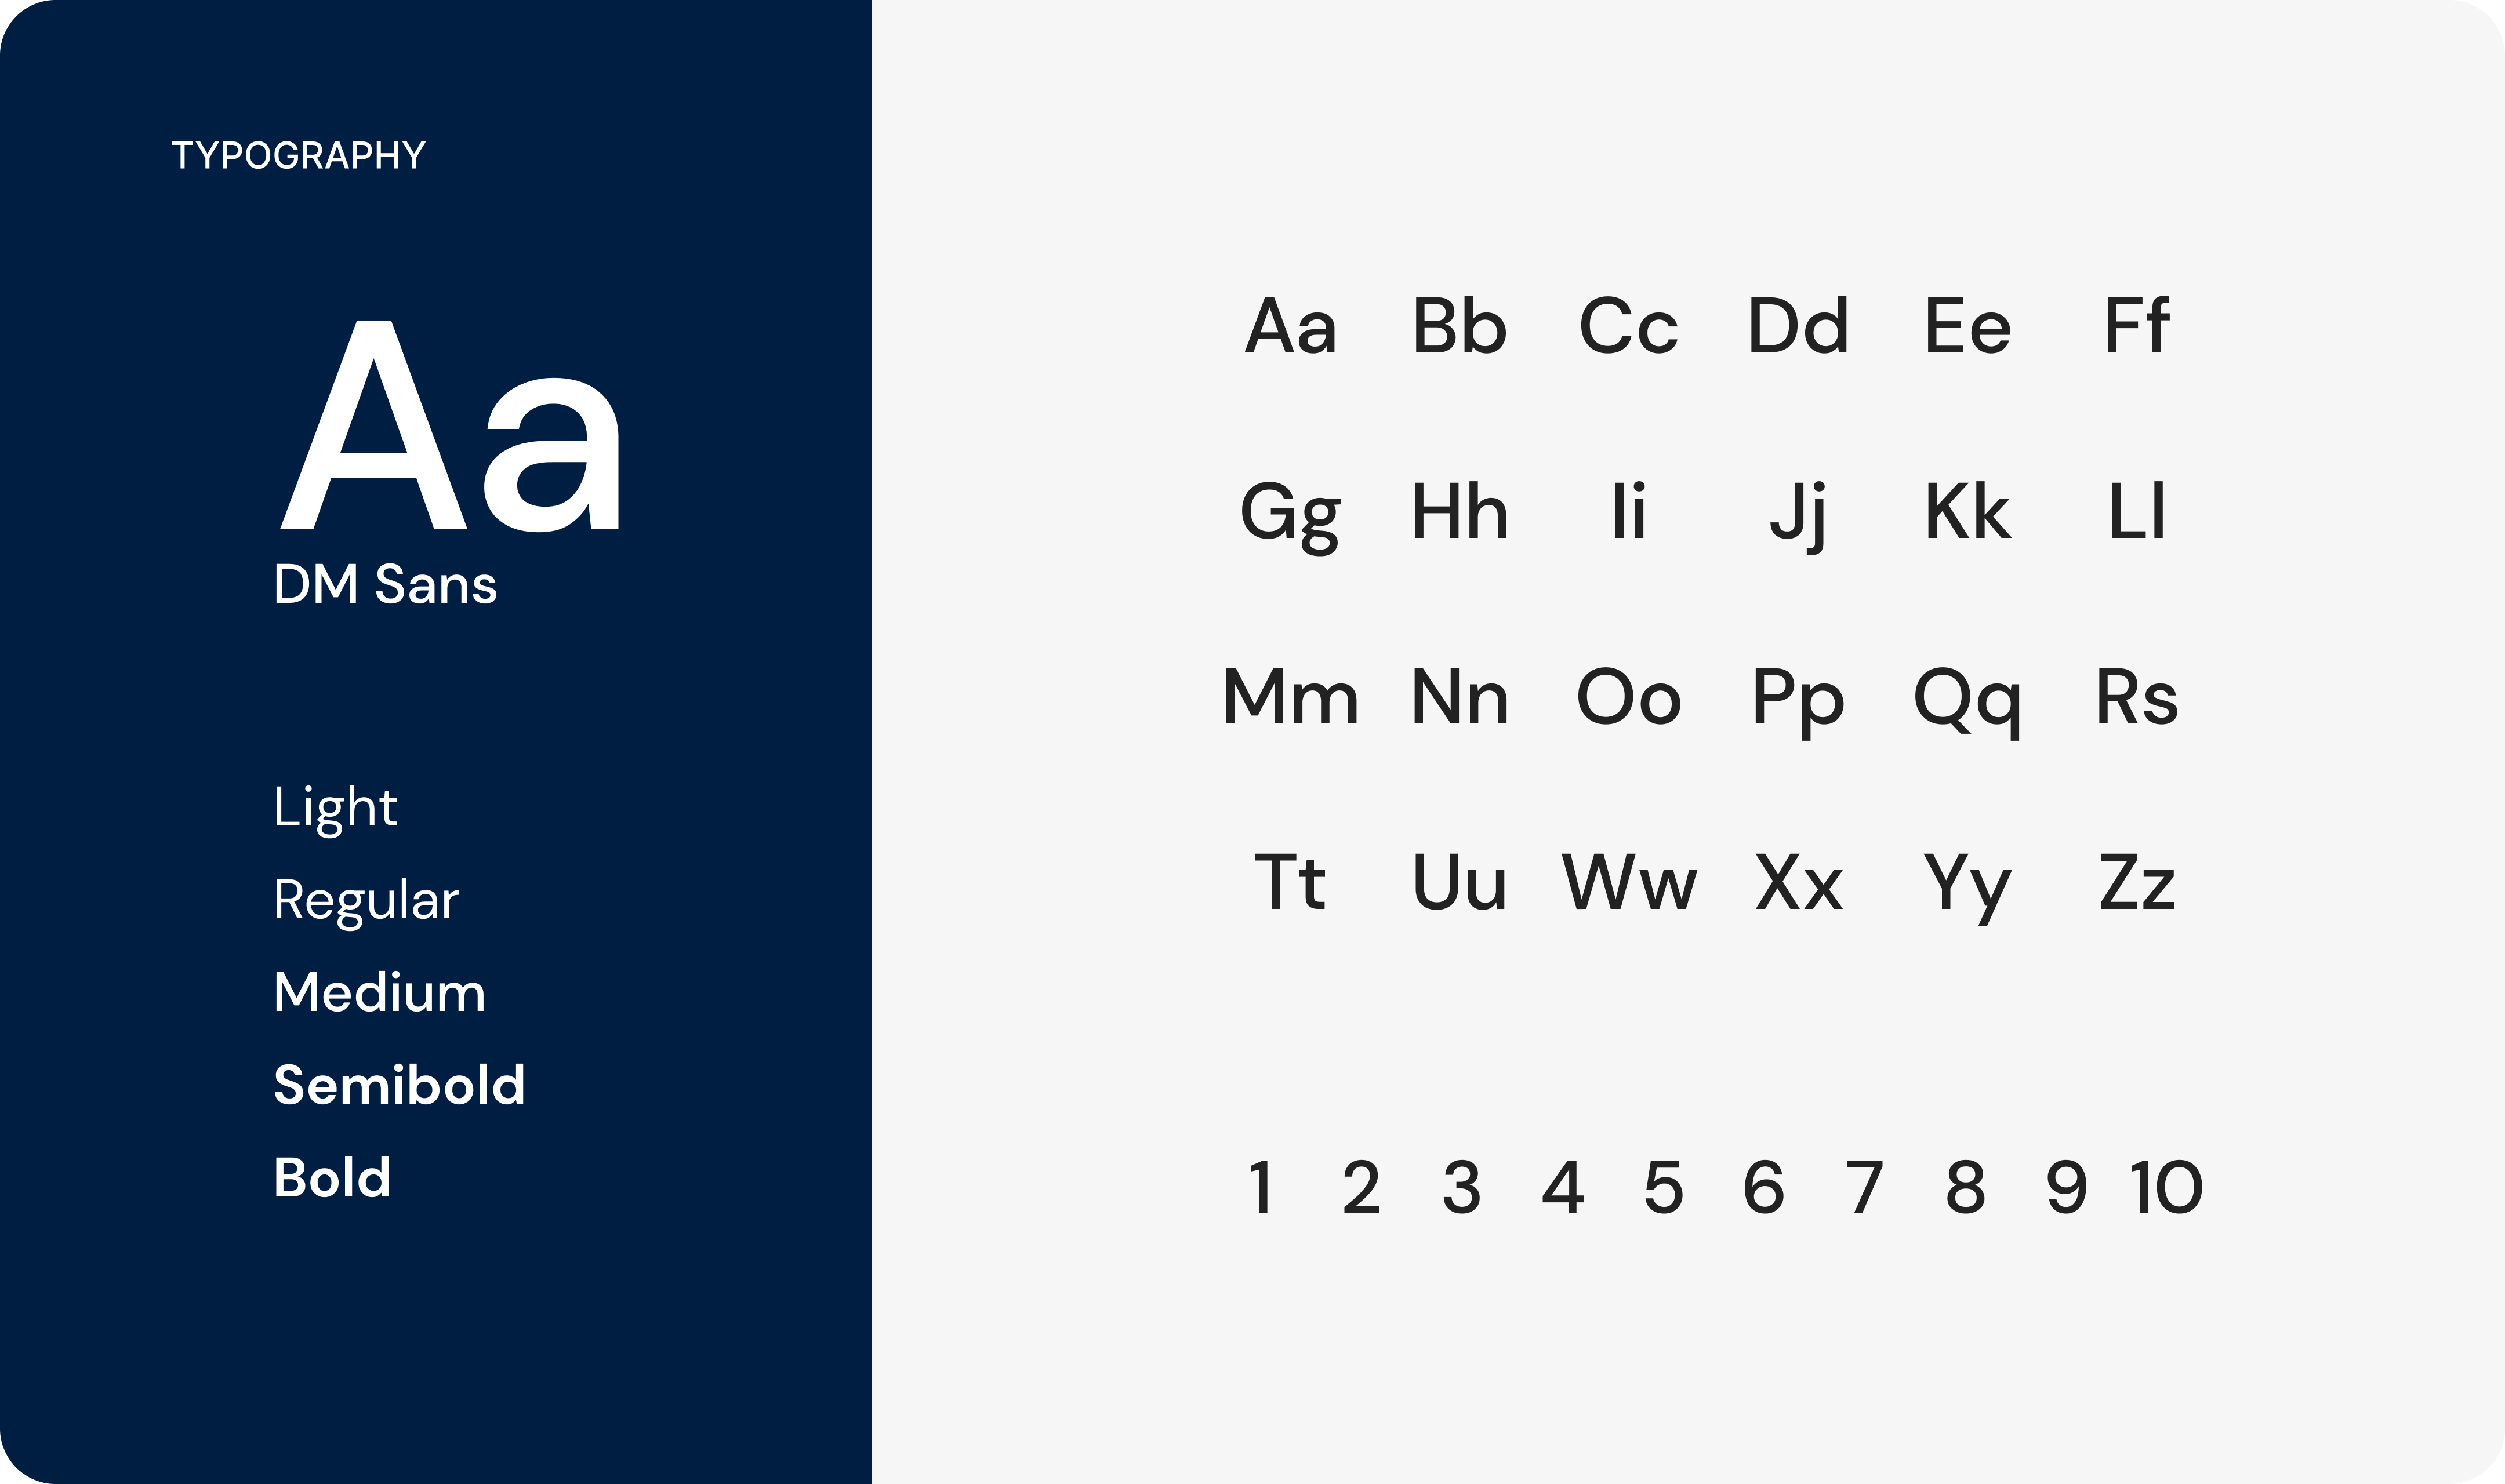 TYPOGRAPHY
Aa
DM Sans
Light
Regular
Medium
Semibold
Bold
Aa Bb Cc Dd Ee Ff
Gg Hh Ii Jj Kk Ll
Mm Nn Oo Pp Qq Rs
Tt Uu Ww Xx Yy Zz
1 2 3 4 5 6 7 8 9 10